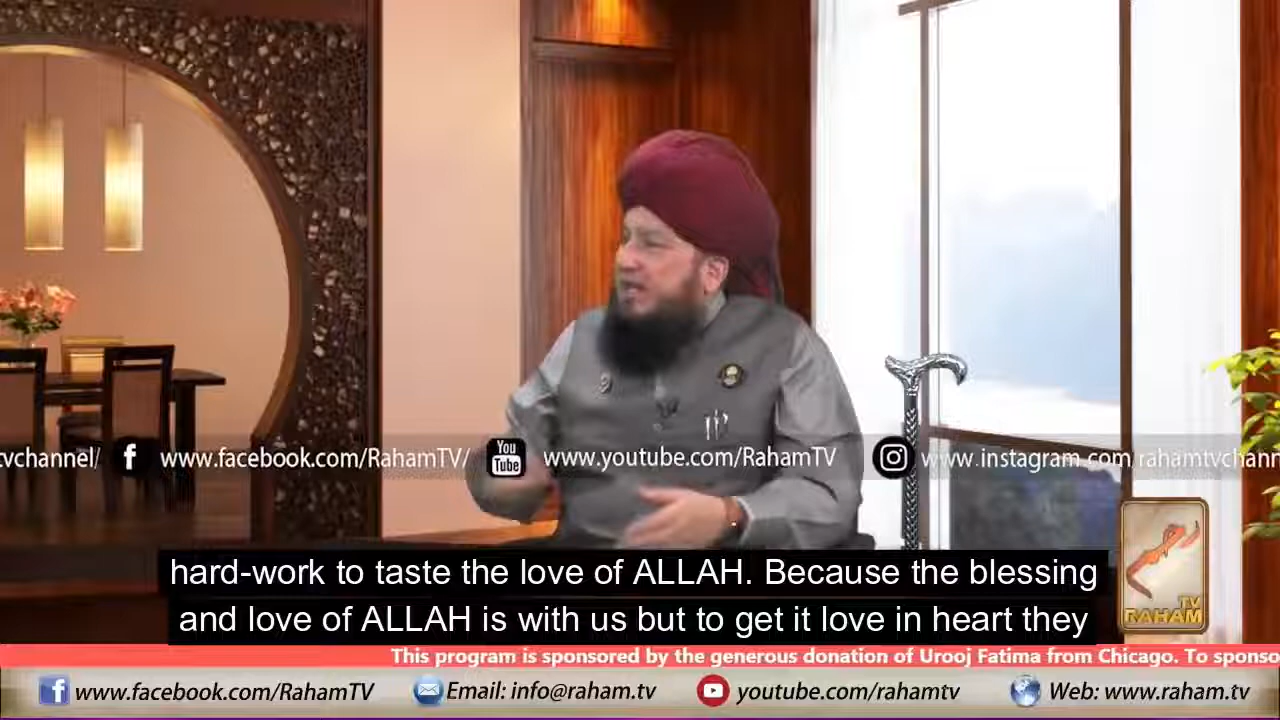 tvchannel/ www.facebook.com/RahamTV/ You Tube www.youtube.com/RahamTV www.instagram.com/rahamtvchann
hard-work to taste the love of ALLAH. Because the blessing
and love of ALLAH is with us but to get it love in heart they
TV
RAHAM
This program is sponsored by the generous donation of Urooj Fatima from Chicago. To sponso
www.facebook.com/RahamTV Email: info@raham.tv youtube.com/rahamtv Web: www.raham.tv